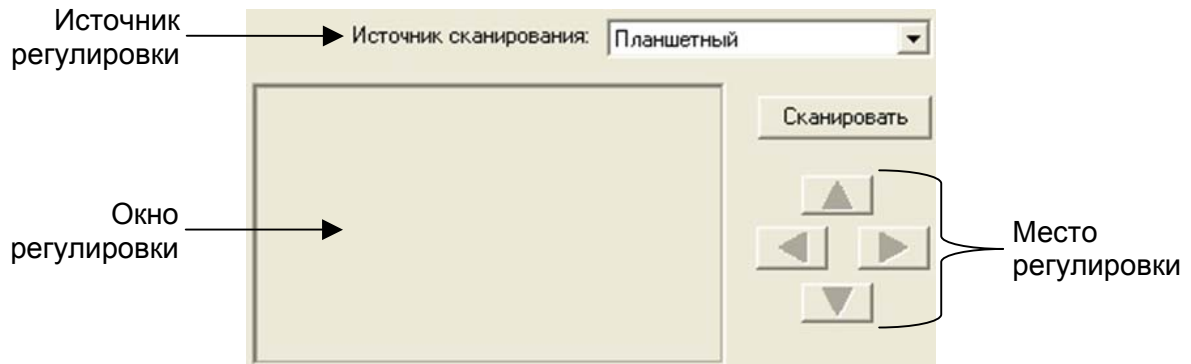 Источник
регулировки
Источник сканирования: Планшетный
Сканировать
Окно
регулировки
Место
регулировки